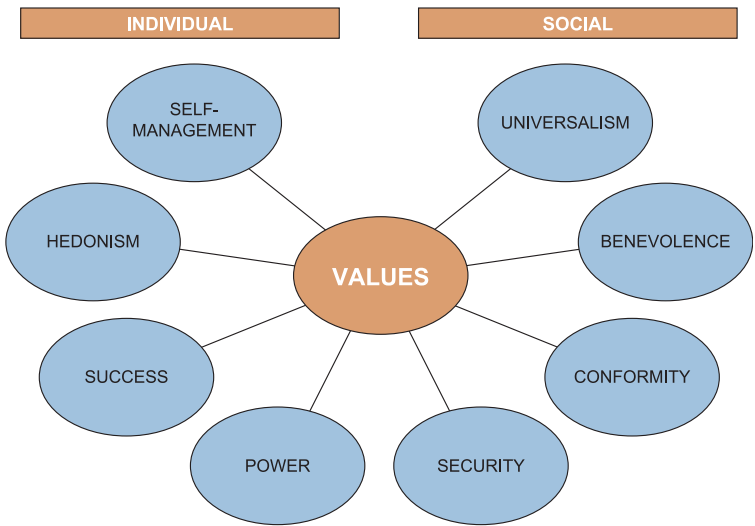 INDIVIDUAL
SOCIAL
SELF-
MANAGEMENT
UNIVERSALISM
HEDONISM
BENEVOLENCE
VALUES
SUCCESS
CONFORMITY
POWER
SECURITY